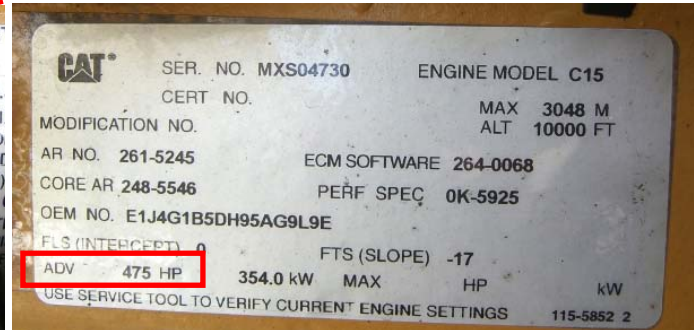 CAT SER. NO. MXS04730 ENGINE MODEL C15
CERT NO. MAX 3048 M
MODIFICATION NO. ALT 10000 FT
AR NO. 261-5245 ECM SOFTWARE 264-0068
CORE AR 248-5546 PERF SPEC 0K-5925
OEM NO. E1J4G1B5DH95AG9L9E
FLS (INTERCEPT) 0 FTS (SLOPE) -17
ADV 475 HP 354.0 kW MAX HP kW
USE SERVICE TOOL TO VERIFY CURRENT ENGINE SETTINGS 115-5852 2